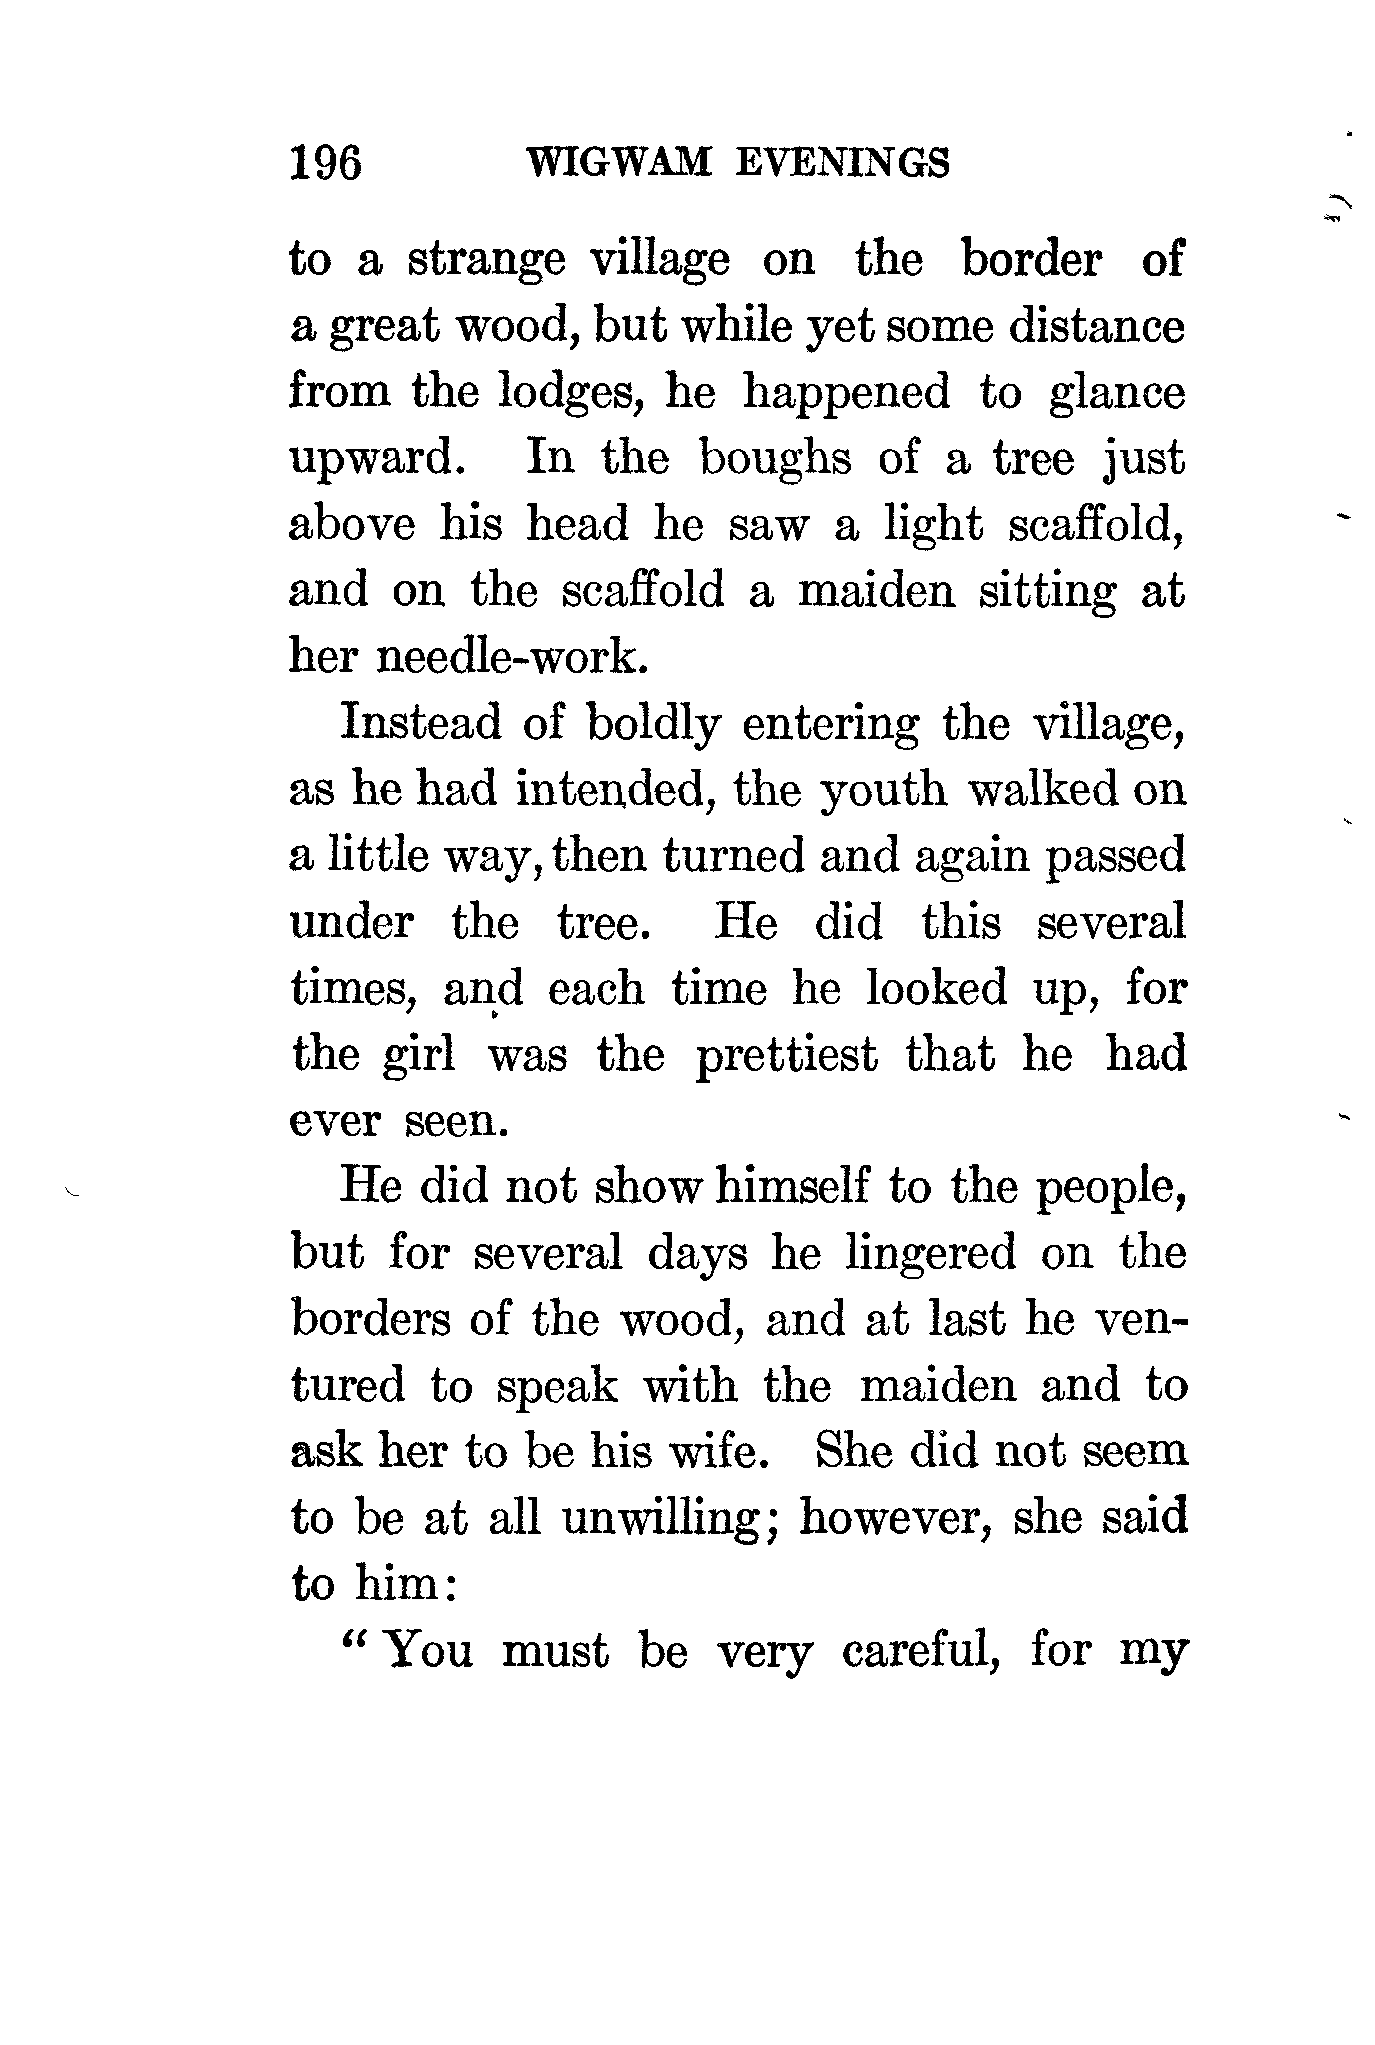 196 WIGWAM EVENINGS
to a strange village on the border of
a great wood, but while yet some distance
from the lodges, he happened to glance
upward. In the boughs of a tree just
above his head he saw a light scaffold,
and on the scaffold a maiden sitting at
her needle-work.
Instead of boldly entering the village,
as he had intended, the youth walked on
a little way, then turned and again passed
under the tree. He did this several
times, and each time he looked up, for
the girl was the prettiest that he had
ever seen.
He did not show himself to the people,
but for several days he lingered on the
borders of the wood, and at last he ven-
tured to speak with the maiden and to
ask her to be his wife. She did not seem
to be at all unwilling; however, she said
to him:
“ You must be very careful, for my